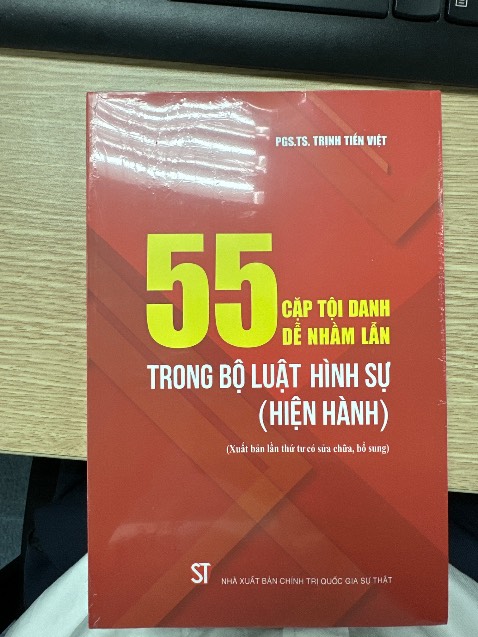 PGS.TS. TRỊNH TIẾN VIỆT
55
CẶP TỘI DANH
DỄ NHẦM LẪN
TRONG BỘ LUẬT HÌNH SỰ
(HIỆN HÀNH)
(Xuất bản lần thứ tư có sửa chữa, bổ sung)
ST
NHÀ XUẤT BẢN CHÍNH TRỊ QUỐC GIA SỰ THẬT